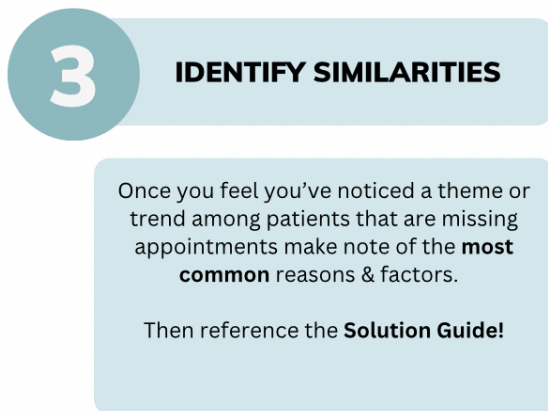 3
IDENTIFY SIMILARITIES
Once you feel you’ve noticed a theme or
trend among patients that are missing
appointments make note of the most
common reasons & factors.
Then reference the Solution Guide!